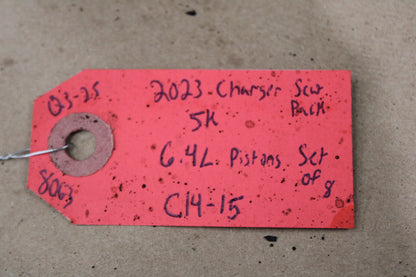 Q3-25
8063
2023 - Charger Scat
Pack
5K
6.4L. Pistons Set
of 8
C14-15